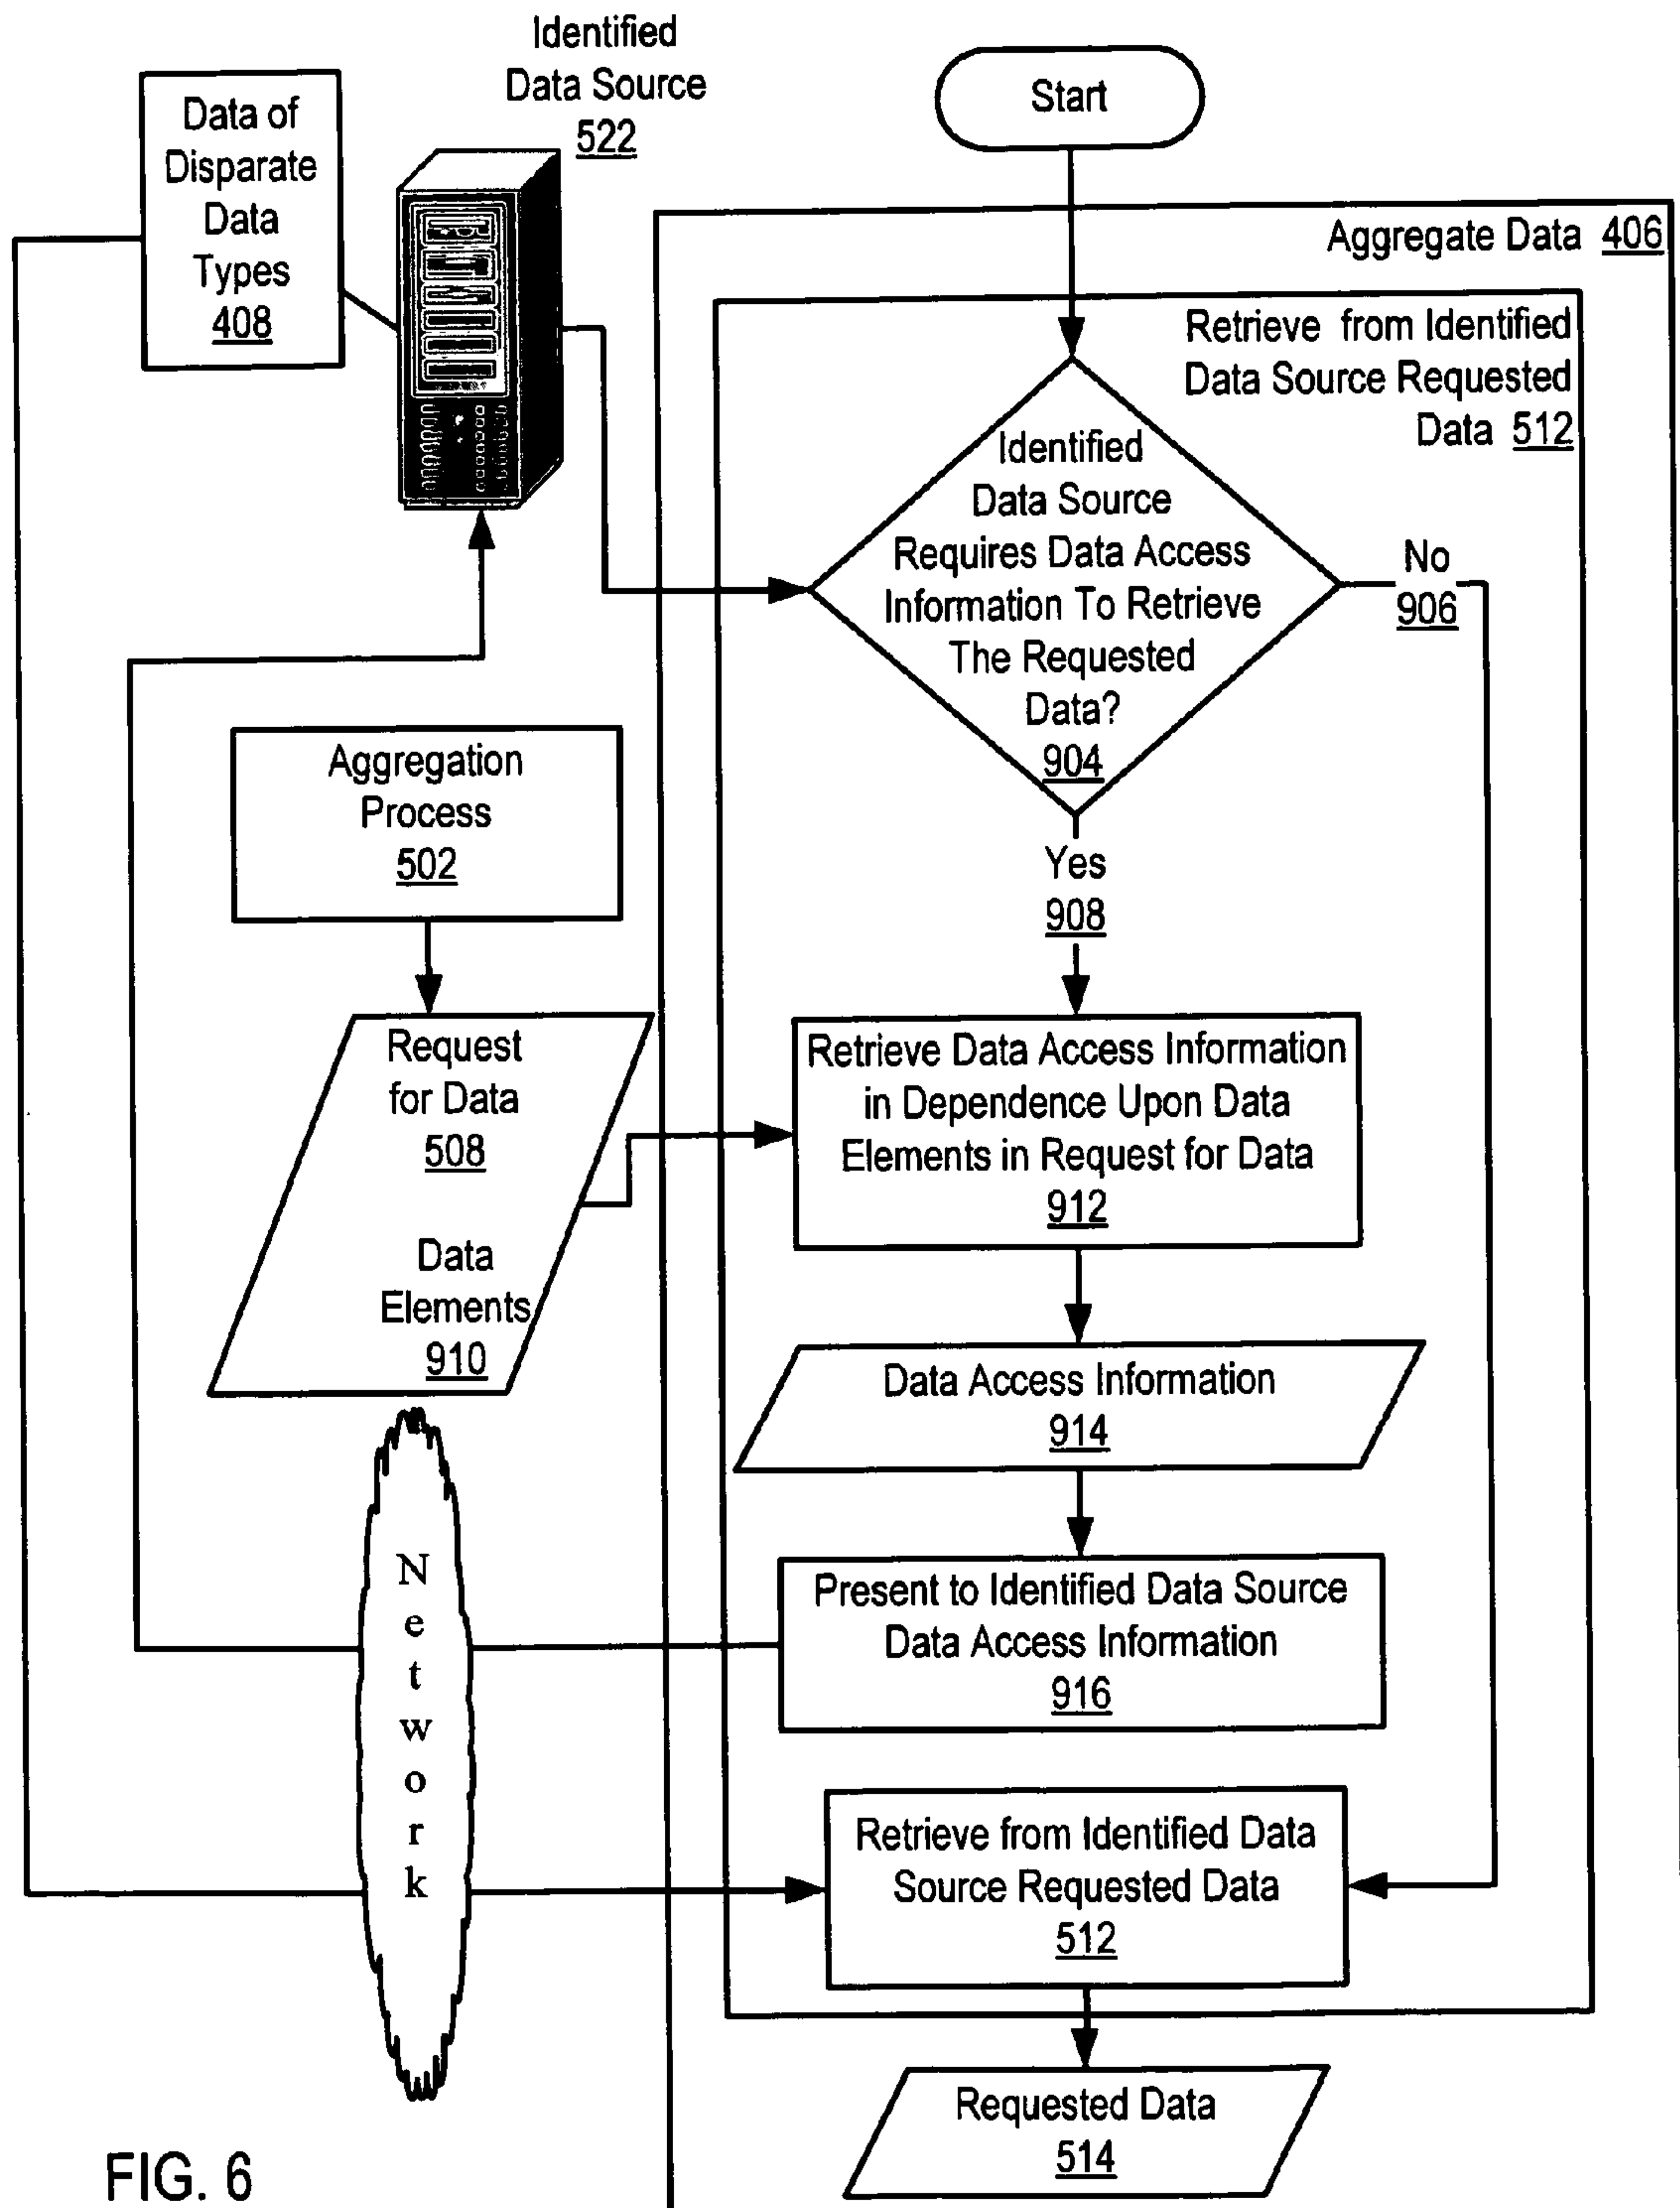 Identified
Data Source
522
Data of
Disparate
Data
Types
408
Start
Aggregate Data 406
Retrieve from Identified
Data Source Requested
Data 512
Identified
Data Source
Requires Data Access
Information To Retrieve
The Requested
Data?
904
No
906
Yes
908
Aggregation
Process
502
Request
for Data
508
Data
Elements
910
Retrieve Data Access Information
in Dependence Upon Data
Elements in Request for Data
912
Data Access Information
914
Network
Present to Identified Data Source
Data Access Information
916
Retrieve from Identified Data
Source Requested Data
512
Requested Data
514
FIG. 6